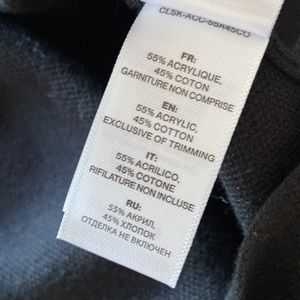 CLSK-ACC-55A45CO
FR:
55% ACRYLIQUE,
45% COTON
GARNITURE NON COMPRISE
EN:
55% ACRYLIC,
45% COTTON
EXCLUSIVE OF TRIMMING
IT:
55% ACRILICO,
45% COTONE
RIFILATURE NON INCLUSE
RU:
55% АКРИЛ,
45% ХЛОПОК
ОТДЕЛКА НЕ ВКЛЮЧЕН